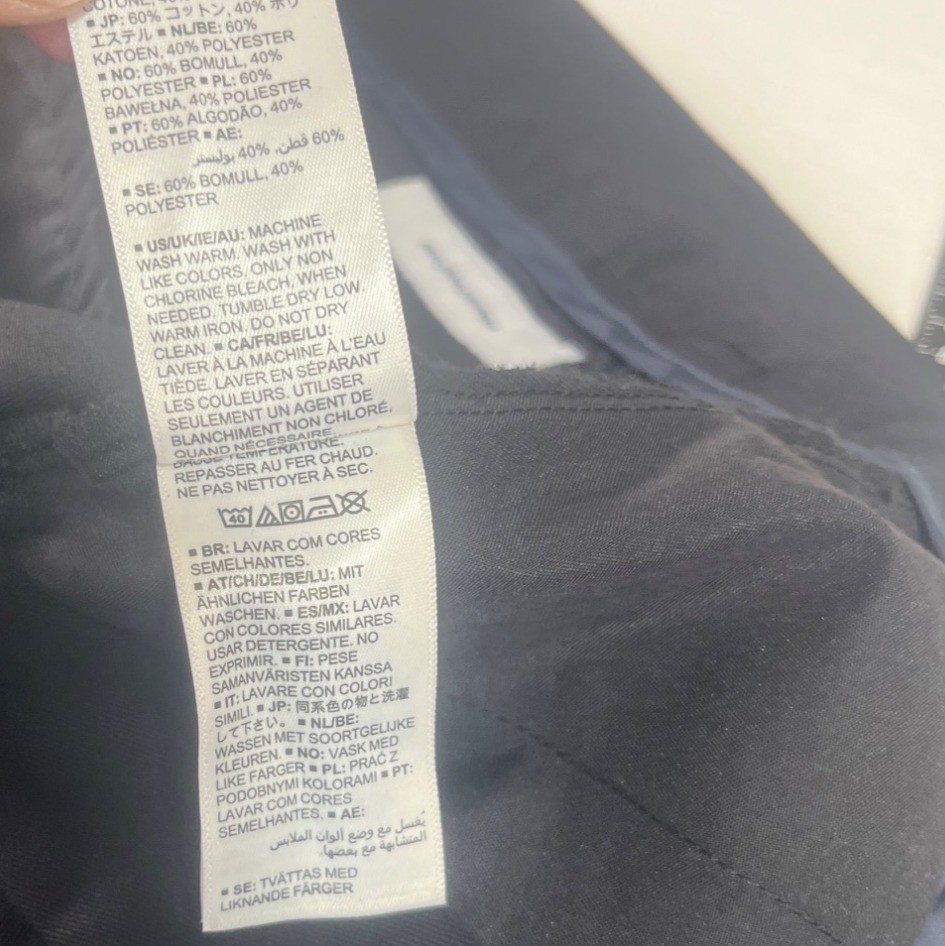 COTONE, 40%
■ JP: 60% コットン, 40% ポリ
エステル ■ NL/BE: 60%
KATOEN, 40% POLYESTER
■ NO: 60% BOMULL, 40%
POLYESTER ■ PL: 60%
BAWEŁNA, 40% POLIESTER
■ PT: 60% ALGODÃO, 40%
POLIÉSTER ■ AE:
60% قطن, 40% بوليستر
■ SE: 60% BOMULL, 40%
POLYESTER
■ US/UK/IE/AU: MACHINE
WASH WARM. WASH WITH
LIKE COLORS. ONLY NON
CHLORINE BLEACH, WHEN
NEEDED. TUMBLE DRY LOW.
WARM IRON. DO NOT DRY
CLEAN. ■ CA/FR/BE/LU:
LAVER À LA MACHINE À L'EAU
TIÈDE. LAVER EN SÉPARANT
LES COULEURS. UTILISER
SEULEMENT UN AGENT DE
BLANCHIMENT NON CHLORÉ,
QUAND NÉCESSAIRE.
BASSE TEMPÉRATURE.
REPASSER AU FER CHAUD.
NE PAS NETTOYER À SEC.
40
■ BR: LAVAR COM CORES
SEMELHANTES.
■ AT/CH/DE/BE/LU: MIT
ÄHNLICHEN FARBEN
WASCHEN. ■ ES/MX: LAVAR
CON COLORES SIMILARES.
USAR DETERGENTE. NO
EXPRIMIR. ■ FI: PESE
SAMANVÄRISTEN KANSSA
■ IT: LAVARE CON COLORI
SIMILI. ■ JP: 同系色の物と洗濯
して下さい。 ■ NL/BE:
WASSEN MET SOORTGELIJKE
KLEUREN. ■ NO: VASK MED
LIKE FARGER ■ PL: PRAĆ Z
PODOBNYMI KOLORAMI ■ PT:
LAVAR COM CORES
SEMELHANTES. ■ AE:
يُغسل مع وضع ألوان الملابس
المتشابهة مع بعضها.
■ SE: TVÄTTAS MED
LIKNANDE FÄRGER